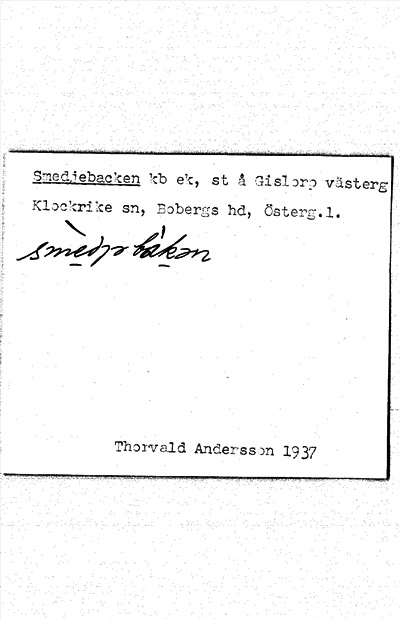 Smedjebacken kb ek, st å Gislorp västerg
Klockrike sn, Bobergs hd, Österg.l.
Thorvald Andersson 1937